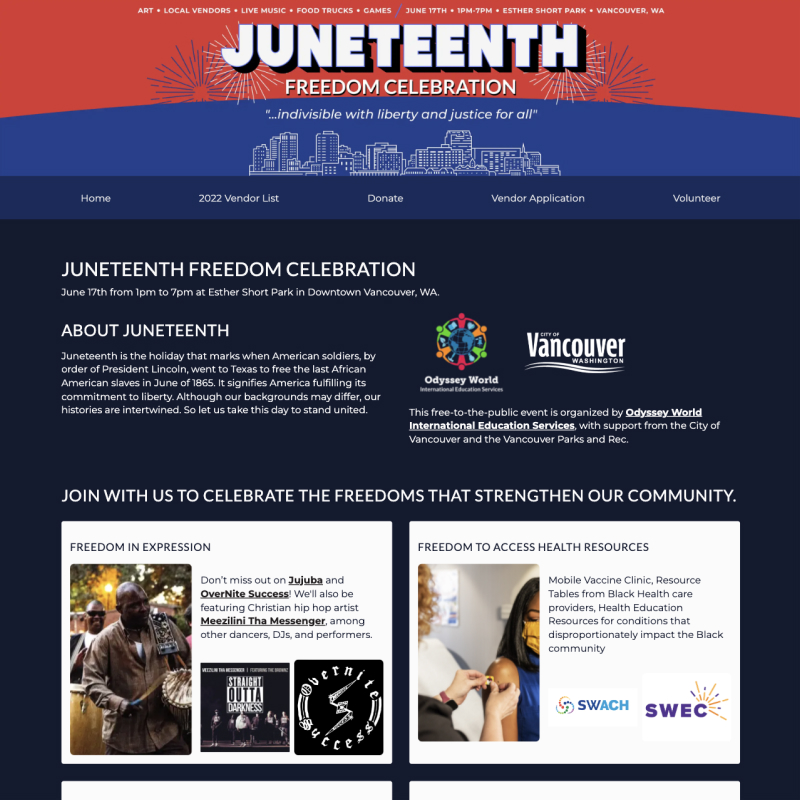 ART • LOCAL VENDORS • LIVE MUSIC • FOOD TRUCKS • GAMES / JUNE 17TH • 1PM-7PM • ESTHER SHORT PARK • VANCOUVER, WA
JUNETEENTH
FREEDOM CELEBRATION
"...indivisible with liberty and justice for all"
Home
2022 Vendor List
Donate
Vendor Application
Volunteer
JUNETEENTH FREEDOM CELEBRATION
June 17th from 1pm to 7pm at Esther Short Park in Downtown Vancouver, WA.
ABOUT JUNETEENTH
Juneteenth is the holiday that marks when American soldiers, by
order of President Lincoln, went to Texas to free the last African
American slaves in June of 1865. It signifies America fulfilling its
commitment to liberty. Although our backgrounds may differ, our
histories are intertwined. So let us take this day to stand united.
Odyssey World
International Education Services
CITY OF
Vancouver
WASHINGTON
This free-to-the-public event is organized by Odyssey World
International Education Services, with support from the City of
Vancouver and the Vancouver Parks and Rec.
JOIN WITH US TO CELEBRATE THE FREEDOMS THAT STRENGTHEN OUR COMMUNITY.
FREEDOM IN EXPRESSION
Don't miss out on Jujuba and
OverNite Success! We'll also be
featuring Christian hip hop artist
Meezilini Tha Messenger, among
other dancers, DJs, and performers.
MEEZILINI THA MESSENGER | FEATURING THE
STRAIGHT
OUTTA
DARKNESS
Overnite
Success
FREEDOM TO ACCESS HEALTH RESOURCES
Mobile Vaccine Clinic, Resource
Tables from Black Health care
providers, Health Education
Resources for conditions that
disproportionately impact the Black
community
SWACH
SWEC